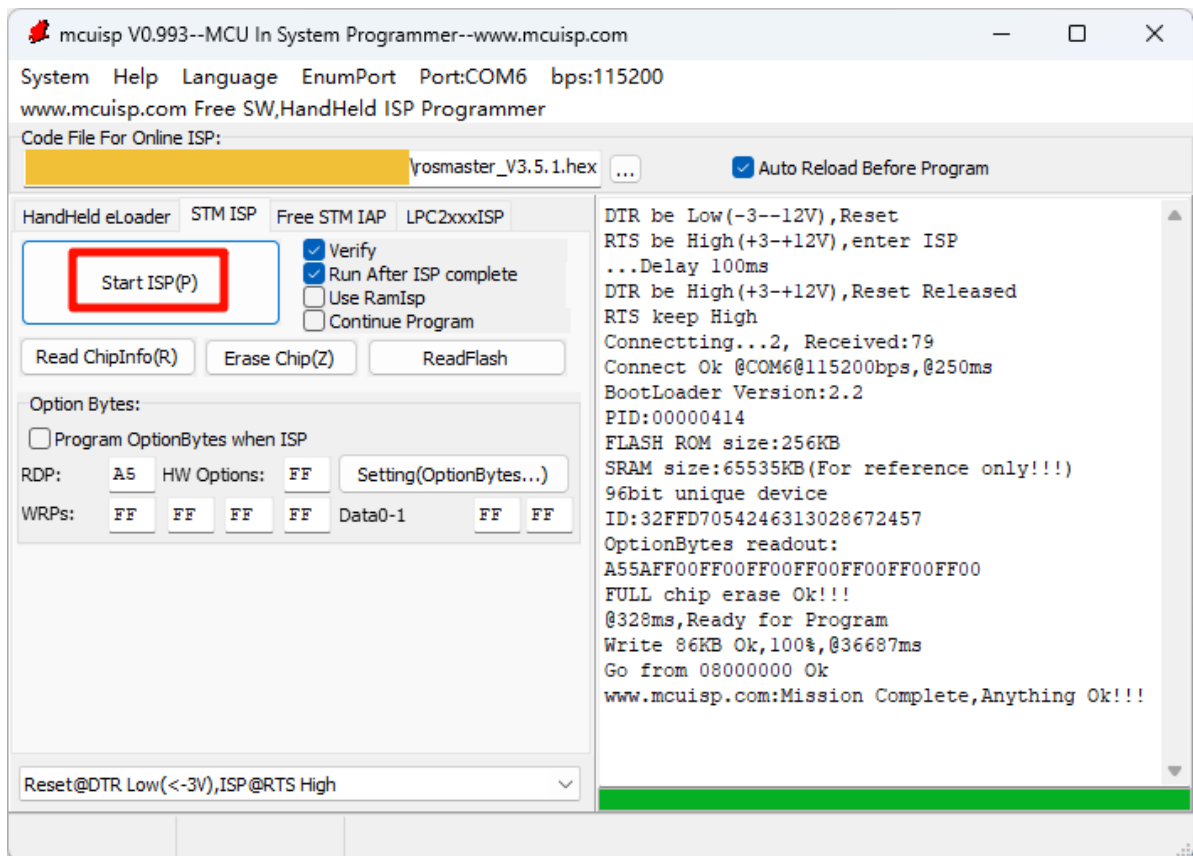 mcuisp V0.993--MCU In System Programmer--www.mcuisp.com
System Help Language EnumPort Port:COM6 bps:115200
www.mcuisp.com Free SW,HandHeld ISP Programmer
Code File For Online ISP:
\rosmaster_V3.5.1.hex ... Auto Reload Before Program
HandHeld eLoader STM ISP Free STM IAP LPC2xxxISP
Start ISP(P)
Verify
Run After ISP complete
Use RamIsp
Continue Program
Read ChipInfo(R) Erase Chip(Z) ReadFlash
Option Bytes:
Program OptionBytes when ISP
RDP: A5 HW Options: FF Setting(OptionBytes...)
WRPs: FF FF FF FF Data0-1 FF FF
Reset@DTR Low(<-3V),ISP@RTS High
DTR be Low(-3--12V),Reset
RTS be High(+3-+12V),enter ISP
...Delay 100ms
DTR be High(+3-+12V),Reset Released
RTS keep High
Connectting...2, Received:79
Connect Ok @COM6@115200bps,@250ms
BootLoader Version:2.2
PID:00000414
FLASH ROM size:256KB
SRAM size:65535KB(For reference only!!!)
96bit unique device
ID:32FFD7054246313028672457
OptionBytes readout:
A55AFF00FF00FF00FF00FF00FF00FF00
FULL chip erase Ok!!!
@328ms,Ready for Program
Write 86KB Ok,100%,@36687ms
Go from 08000000 Ok
www.mcuisp.com:Mission Complete,Anything Ok!!!